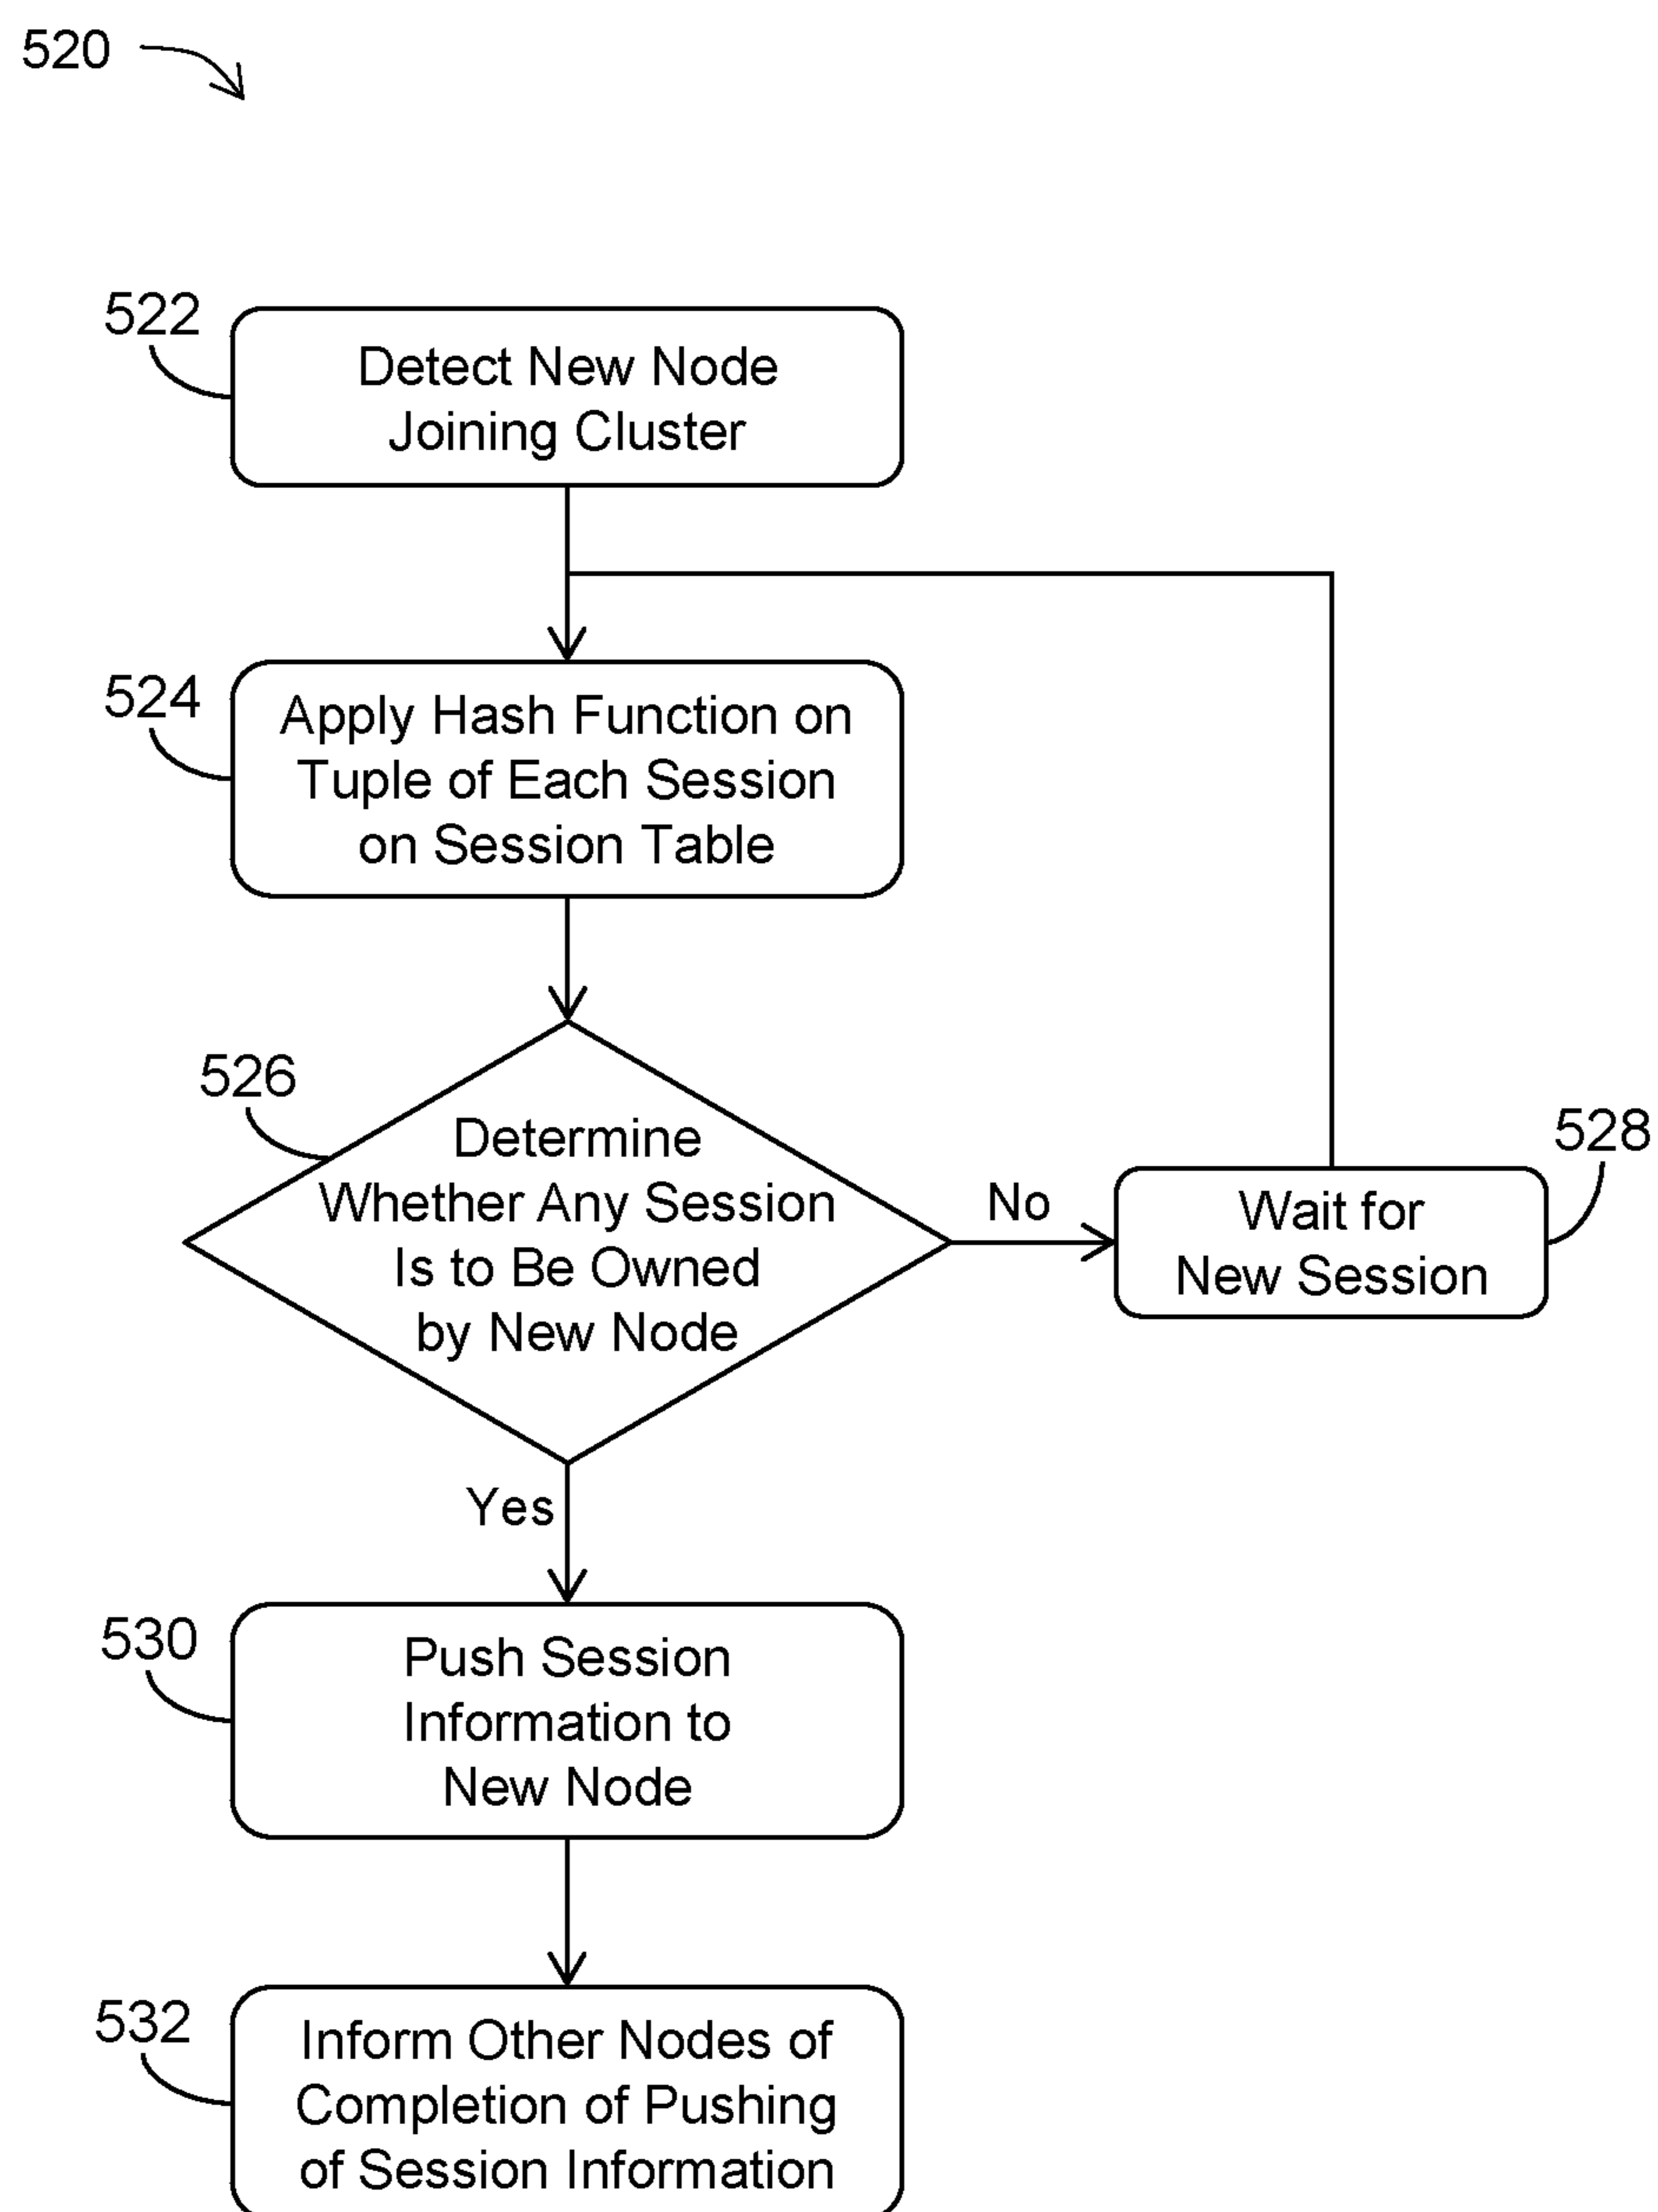 520
522
Detect New Node
Joining Cluster
524
Apply Hash Function on
Tuple of Each Session
on Session Table
526
Determine
Whether Any Session
Is to Be Owned
by New Node
No
528
Wait for
New Session
Yes
530
Push Session
Information to
New Node
532
Inform Other Nodes of
Completion of Pushing
of Session Information